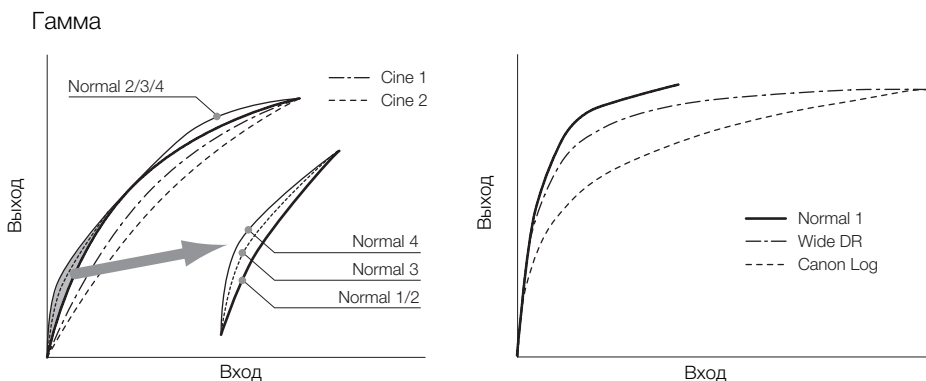 Гамма
Normal 2/3/4
Cine 1
Cine 2
Normal 4
Normal 3
Normal 1/2
Выход
Вход
Normal 1
Wide DR
Canon Log
Выход
Вход